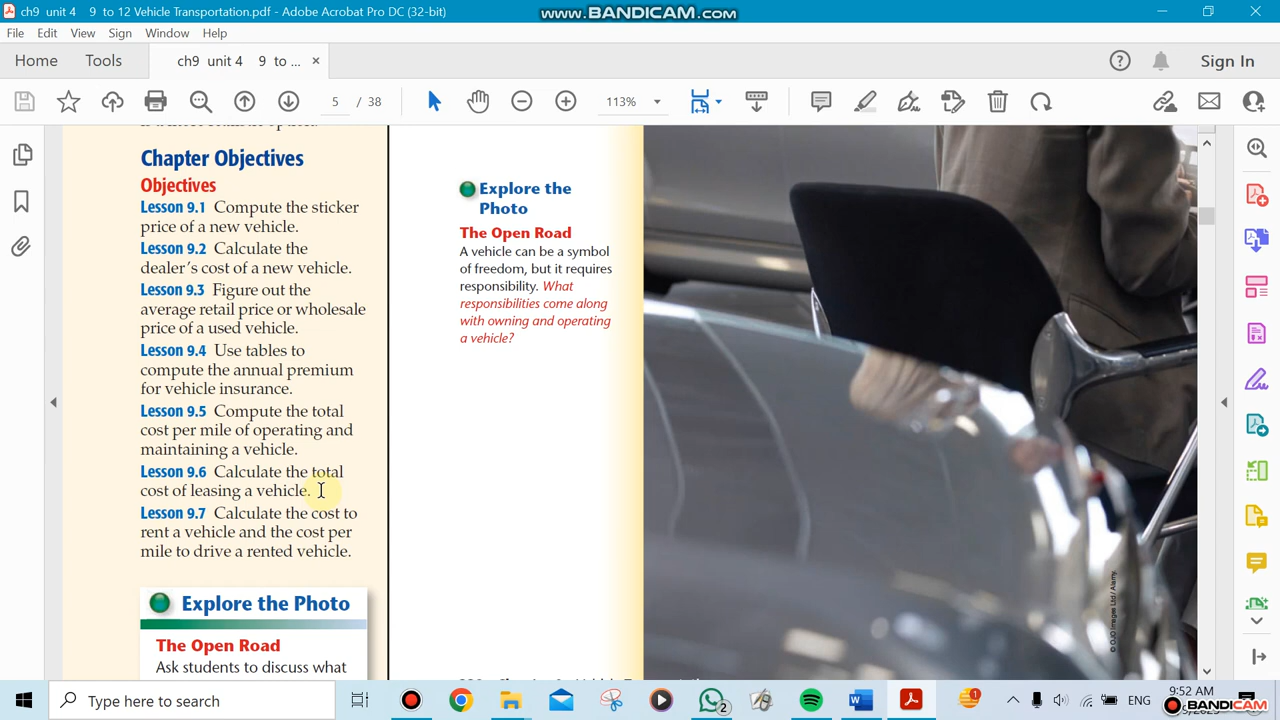 ch9 unit 4 9 to 12 Vehicle Transportation.pdf - Adobe Acrobat Pro DC (32-bit)
www.BANDICAM.com
File Edit View Sign Window Help
Home Tools ch9 unit 4 9 to ... × Sign In
5 / 38 113%
Chapter Objectives
Objectives
Lesson 9.1 Compute the sticker
price of a new vehicle.
Lesson 9.2 Calculate the
dealer's cost of a new vehicle.
Lesson 9.3 Figure out the
average retail price or wholesale
price of a used vehicle.
Lesson 9.4 Use tables to
compute the annual premium
for vehicle insurance.
Lesson 9.5 Compute the total
cost per mile of operating and
maintaining a vehicle.
Lesson 9.6 Calculate the total
cost of leasing a vehicle.
Lesson 9.7 Calculate the cost to
rent a vehicle and the cost per
mile to drive a rented vehicle.
Explore the Photo
The Open Road
Ask students to discuss what
Explore the
Photo
The Open Road
A vehicle can be a symbol
of freedom, but it requires
responsibility. What
responsibilities come along
with owning and operating
a vehicle?
© OJO Images Ltd / Alamy.
Type here to search
2
1
ENG
9:52 AM
BANDICAM